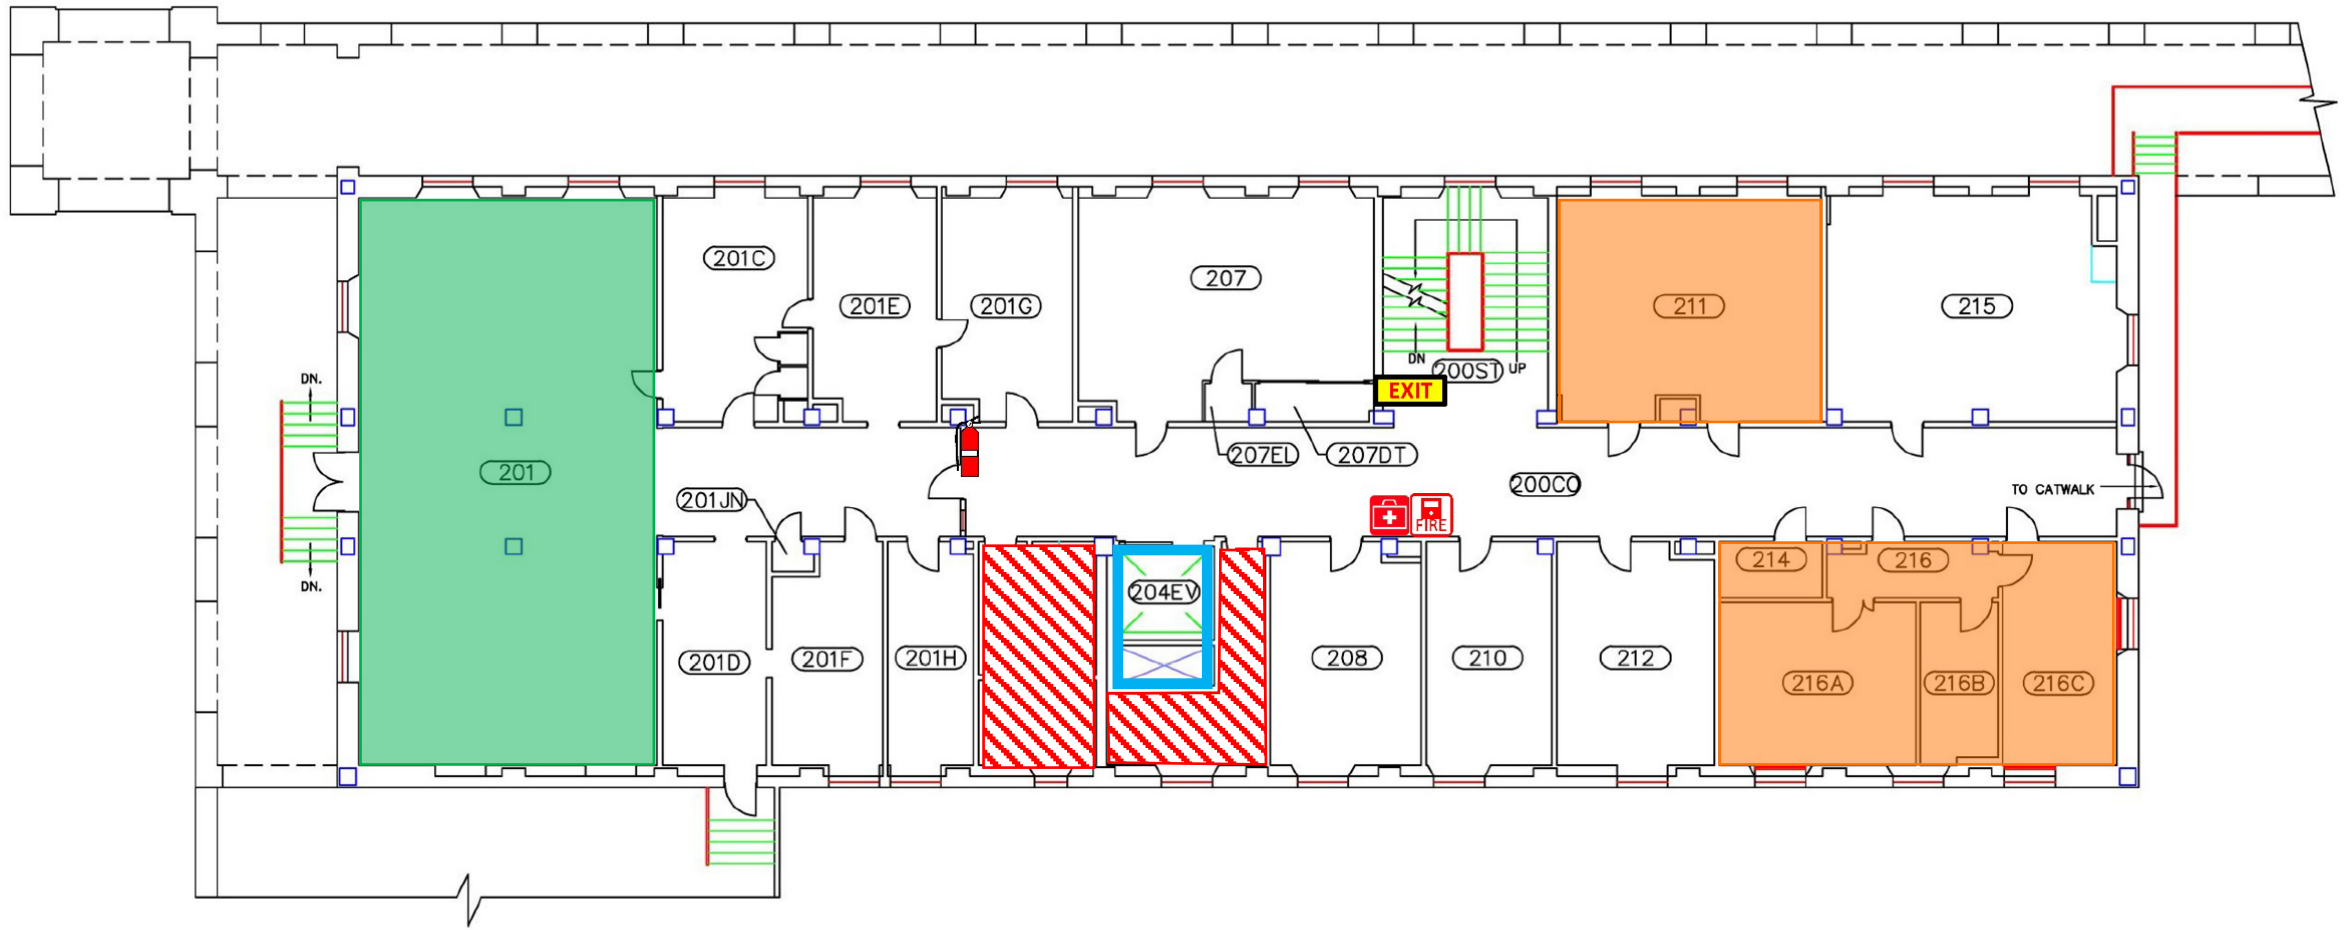 201C
207
201E
201G
211
215
DN
200ST
UP
DN.
EXIT
207EL
207DT
201
200CO
TO CATWALK
201JN
FIRE
214
216
DN.
204EV
201D
201F
201H
208
210
212
216A
216B
216C